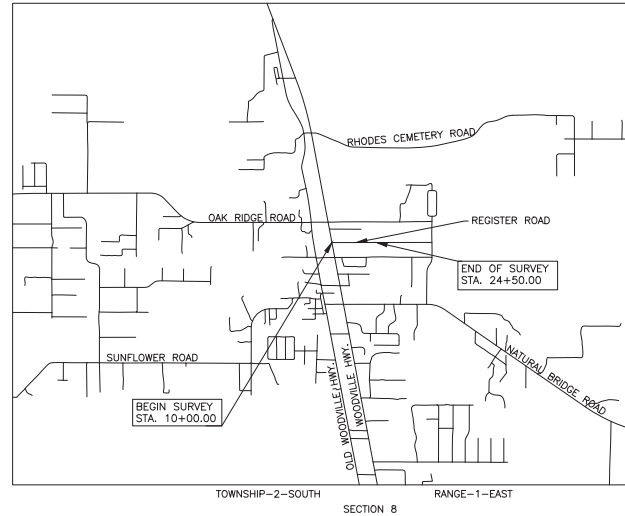 RHODES CEMETERY ROAD
OAK RIDGE ROAD
REGISTER ROAD
END OF SURVEY
STA. 24+50.00
SUNFLOWER ROAD
OLD WOODVILLE HWY.
WOODVILLE HWY.
NATURAL BRIDGE ROAD
BEGIN SURVEY
STA. 10+00.00
TOWNSHIP-2-SOUTH
RANGE-1-EAST
SECTION 8